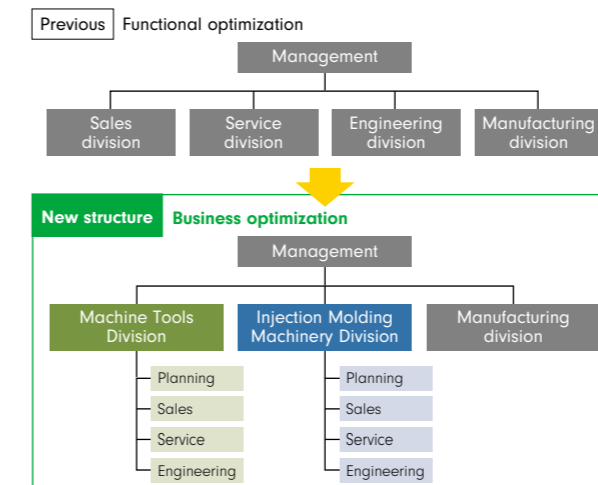 Previous Functional optimization
Management
Sales
division
Service
division
Engineering
division
Manufacturing
division
New structure Business optimization
Management
Machine Tools
Division
Injection Molding
Machinery Division
Manufacturing
division
Planning
Sales
Service
Engineering
Planning
Sales
Service
Engineering